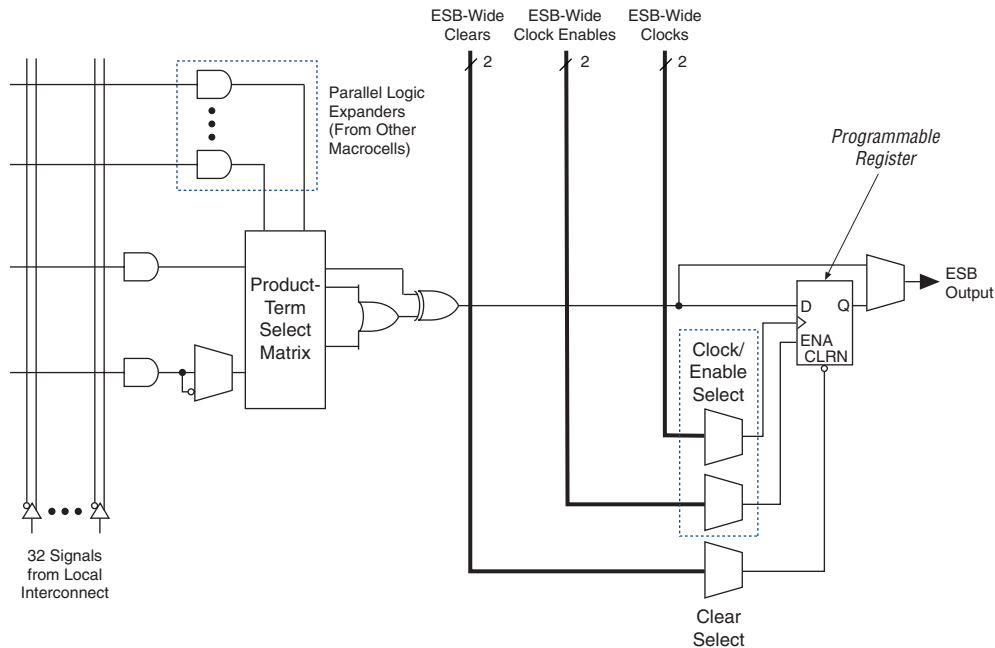 ESB-Wide
Clears
ESB-Wide
Clock Enables
ESB-Wide
Clocks
2
2
2
Parallel Logic
Expanders
(From Other
Macrocells)
Programmable
Register
Product-
Term
Select
Matrix
ESB
Output
D
Q
ENA
CLRN
Clock/
Enable
Select
32 Signals
from Local
Interconnect
Clear
Select